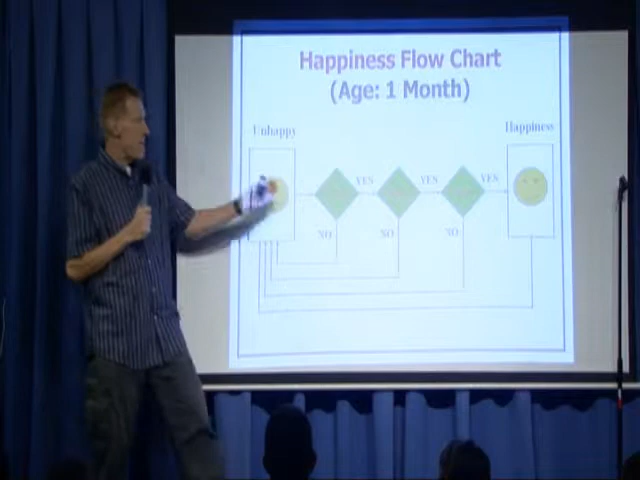 Happiness Flow Chart
(Age: 1 Month)
Unhappy
Happiness
YES
YES
YES
NO
NO
NO